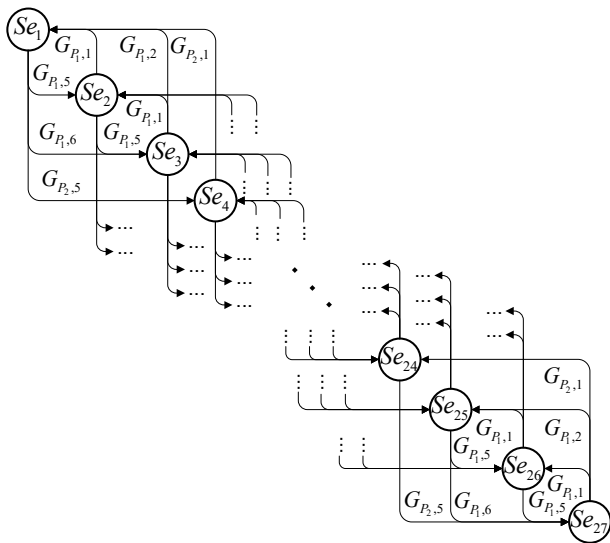 Se₁
G_{P₁,1} G_{P₁,2} G_{P₂,1}
G_{P₁,5}
Se₂
G_{P₁,1}
G_{P₁,6} G_{P₁,5}
Se₃
G_{P₂,5}
Se₄
Se₂₄
G_{P₂,1}
Se₂₅
G_{P₁,1} G_{P₁,2}
G_{P₁,5}
Se₂₆
G_{P₁,1}
G_{P₂,5} G_{P₁,6} G_{P₁,5}
Se₂₇